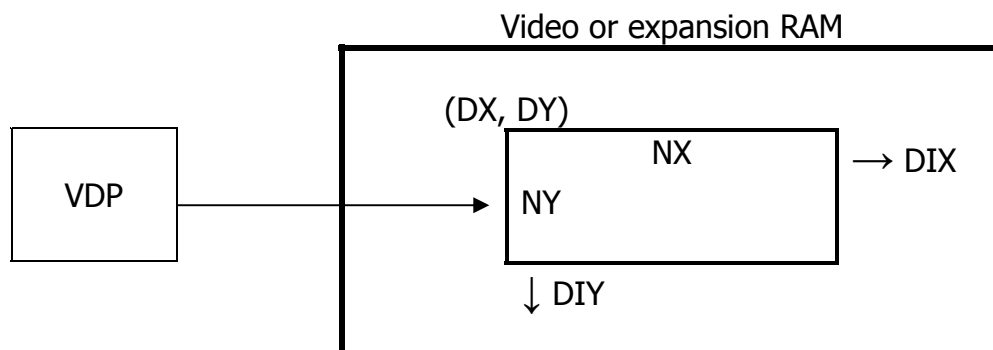 Video or expansion RAM
(DX, DY)
NX
→ DIX
VDP
NY
↓ DIY